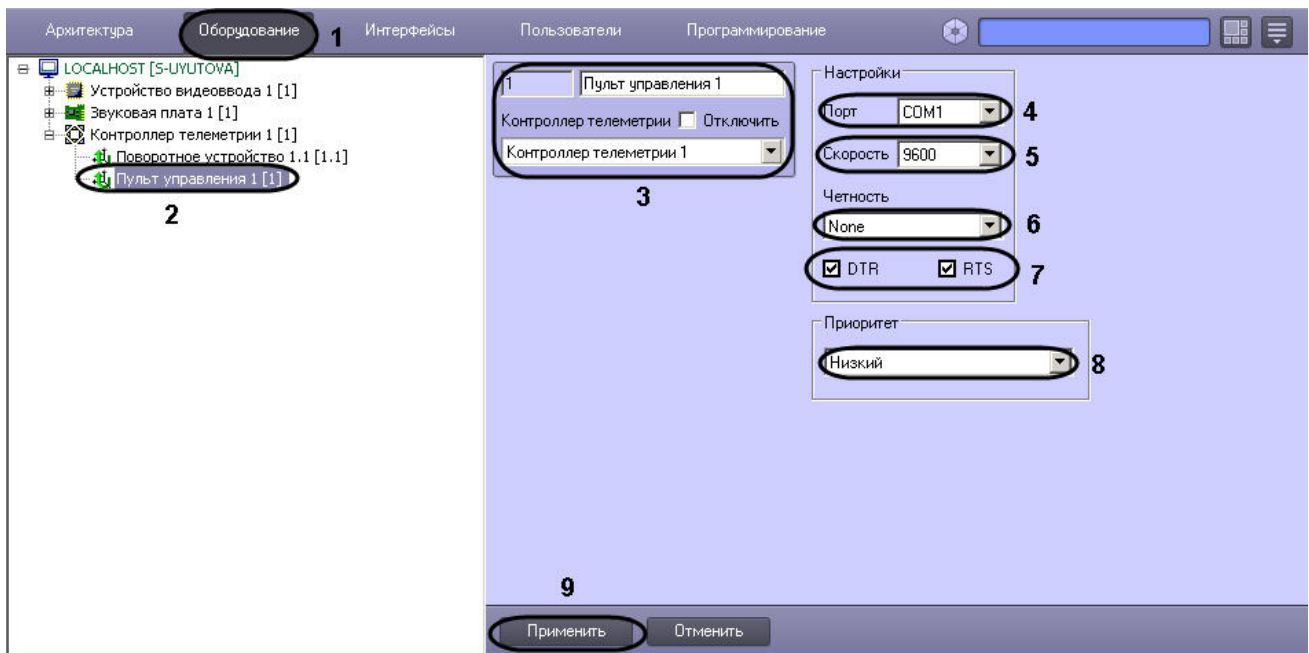 Архитектура Оборудование 1 Интерфейсы Пользователи Программирование
LOCALHOST [S-UYUTOVA]
Устройство видеоввода 1 [1]
Звуковая плата 1 [1]
Контроллер телеметрии 1 [1]
Поворотное устройство 1.1 [1.1]
Пульт управления 1 [1]
2
1 Пульт управления 1
Контроллер телеметрии Отключить
Контроллер телеметрии 1
3
Настройки
Порт COM1 4
Скорость 9600 5
Четность
None 6
DTR RTS 7
Приоритет
Низкий 8
9
Применить Отменить